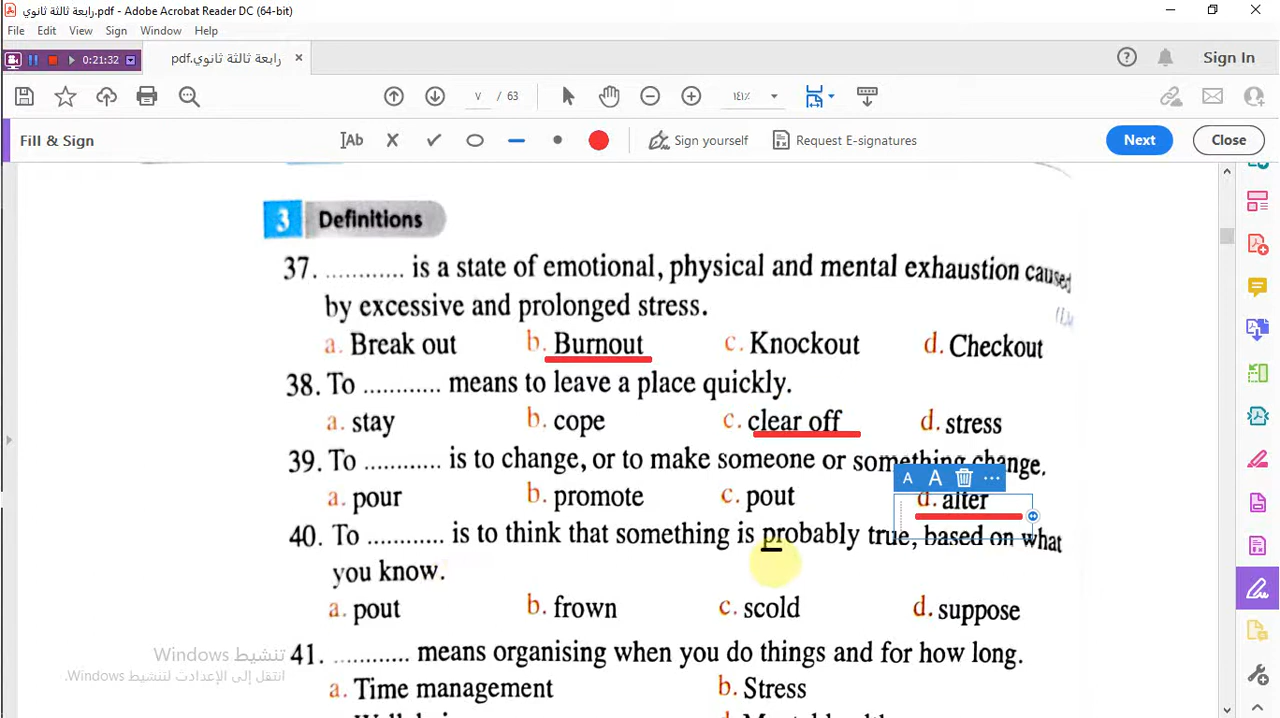 رابعة ثالثة ثانوي.pdf - Adobe Acrobat Reader DC (64-bit)
File Edit View Sign Window Help
0:21:32
رابعة ثالثة ثانوي.pdf ×
Sign In
٧ / 63
١٤١٪
Fill & Sign
Ab
Sign yourself
Request E-signatures
Next
Close
3 Definitions
37. ............ is a state of emotional, physical and mental exhaustion caused
by excessive and prolonged stress.
a. Break out b. Burnout c. Knockout d. Checkout
38. To ............ means to leave a place quickly.
a. stay b. cope c. clear off d. stress
39. To ............ is to change, or to make someone or something change.
A A
a. pour b. promote c. pout d. alter
40. To ............ is to think that something is probably true, based on what
you know.
a. pout b. frown c. scold d. suppose
تنشيط Windows
انتقل إلى الإعدادت لتنشيط Windows.
41. ............ means organising when you do things and for how long.
a. Time management b. Stress